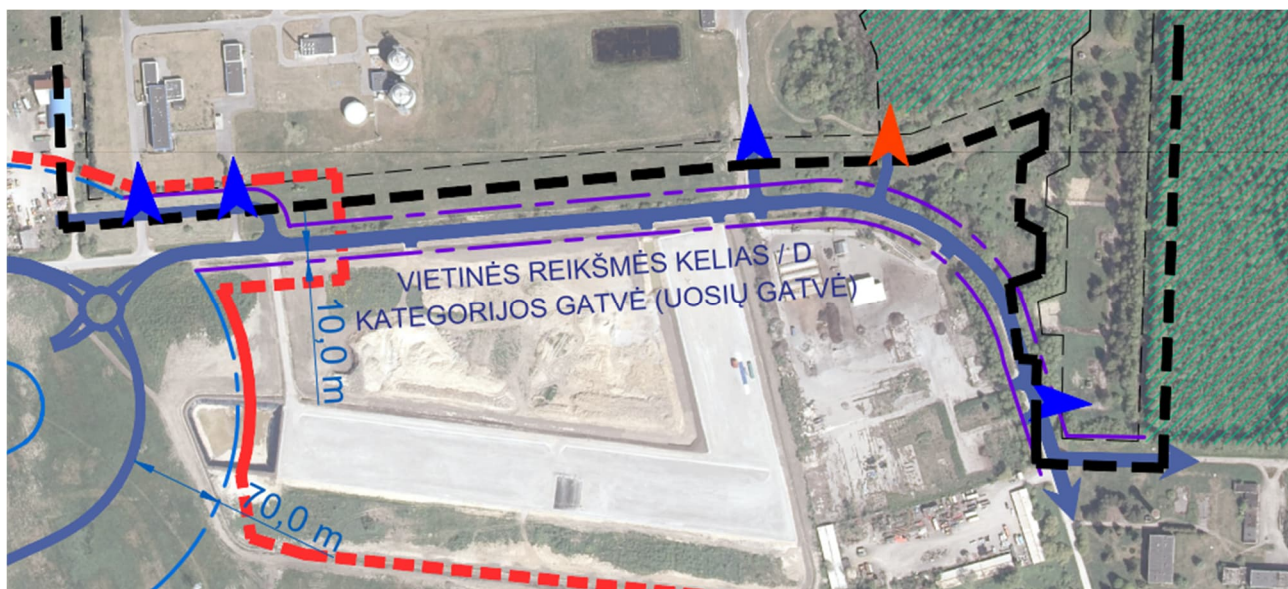 VIETINĖS REIKŠMĖS KELIAS / D
KATEGORIJOS GATVĖ (UOSIŲ GATVĖ)
10,0 m
70,0 m